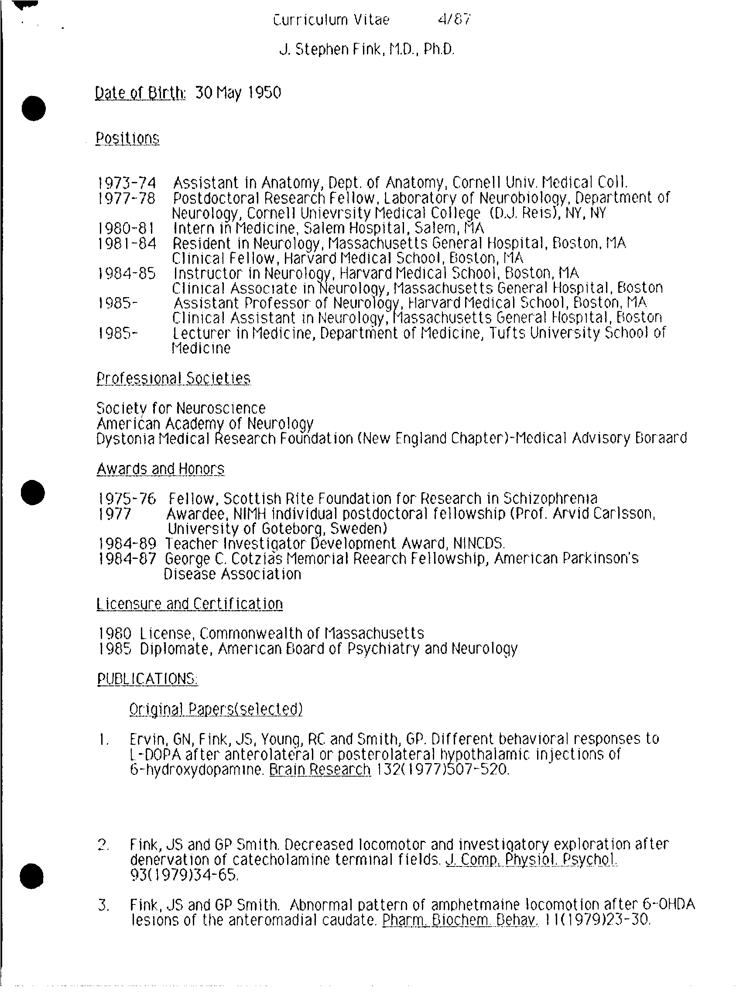 Curriculum Vitae 4/87
J. Stephen Fink, M.D., Ph.D.
Date of Birth: 30 May 1950
Positions
1973-74 Assistant in Anatomy, Dept. of Anatomy, Cornell Univ. Medical Coll.
1977-78 Postdoctoral Research Fellow, Laboratory of Neurobiology, Department of
Neurology, Cornell Unievrsity Medical College (D.J. Reis), NY, NY
1980-81 Intern in Medicine, Salem Hospital, Salem, MA
1981-84 Resident in Neurology, Massachusetts General Hospital, Boston, MA
Clinical Fellow, Harvard Medical School, Boston, MA
1984-85 Instructor in Neurology, Harvard Medical School, Boston, MA
Clinical Associate in Neurology, Massachusetts General Hospital, Boston
1985- Assistant Professor of Neurology, Harvard Medical School, Boston, MA
Clinical Assistant in Neurology, Massachusetts General Hospital, Boston
1985- Lecturer in Medicine, Department of Medicine, Tufts University School of
Medicine
Professional Societies
Society for Neuroscience
American Academy of Neurology
Dystonia Medical Research Foundation (New England Chapter)-Medical Advisory Boraard
Awards and Honors
1975-76 Fellow, Scottish Rite Foundation for Research in Schizophrenia
1977 Awardee, NIMH individual postdoctoral fellowship (Prof. Arvid Carlsson,
University of Goteborg, Sweden)
1984-89 Teacher Investigator Development Award, NINCDS.
1984-87 George C. Cotzias Memorial Reearch Fellowship, American Parkinson's
Disease Association
Licensure and Certification
1980 License, Commonwealth of Massachusetts
1985 Diplomate, American Board of Psychiatry and Neurology
PUBLICATIONS:
Original Papers(selected)
1. Ervin, GN, Fink, JS, Young, RC and Smith, GP. Different behavioral responses to
L-DOPA after anterolateral or posterolateral hypothalamic injections of
6-hydroxydopamine. Brain Research 132(1977)507-520.
2. Fink, JS and GP Smith. Decreased locomotor and investigatory exploration after
denervation of catecholamine terminal fields. J. Comp. Physiol. Psychol.
93(1979)34-65.
3. Fink, JS and GP Smith. Abnormal pattern of amphetmaine locomotion after 6-OHDA
lesions of the anteromadial caudate. Pharm. Biochem. Behav. 11(1979)23-30.